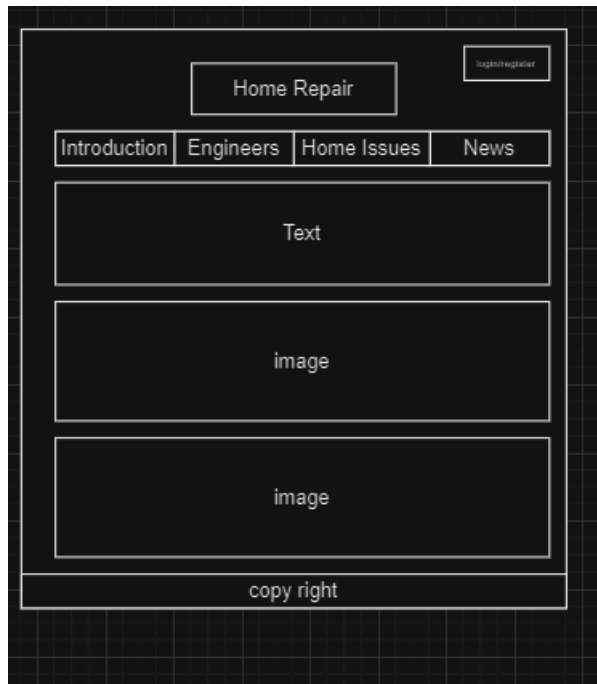 login/register
Home Repair
Introduction Engineers Home Issues News
Text
image
image
copy right